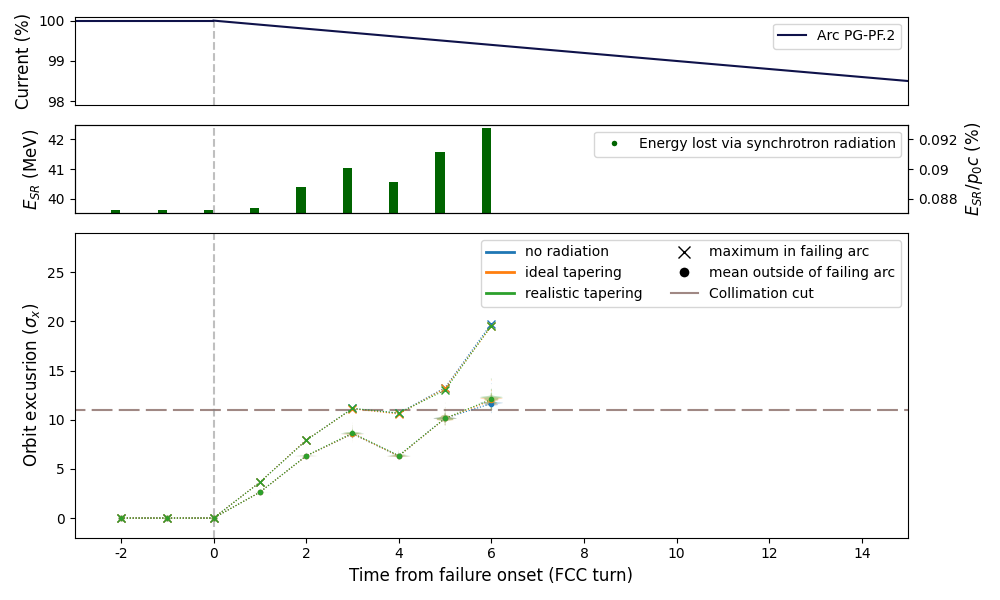 Current (%)
100
99
98
Arc PG-PF.2
E_SR (MeV)
42
41
40
Energy lost via synchrotron radiation
0.092
0.09
0.088
E_SR/p_0c (%)
Orbit excusrion (σ_x)
25
20
15
10
5
0
no radiation
ideal tapering
realistic tapering
maximum in failing arc
mean outside of failing arc
Collimation cut
-2 0 2 4 6 8 10 12 14
Time from failure onset (FCC turn)